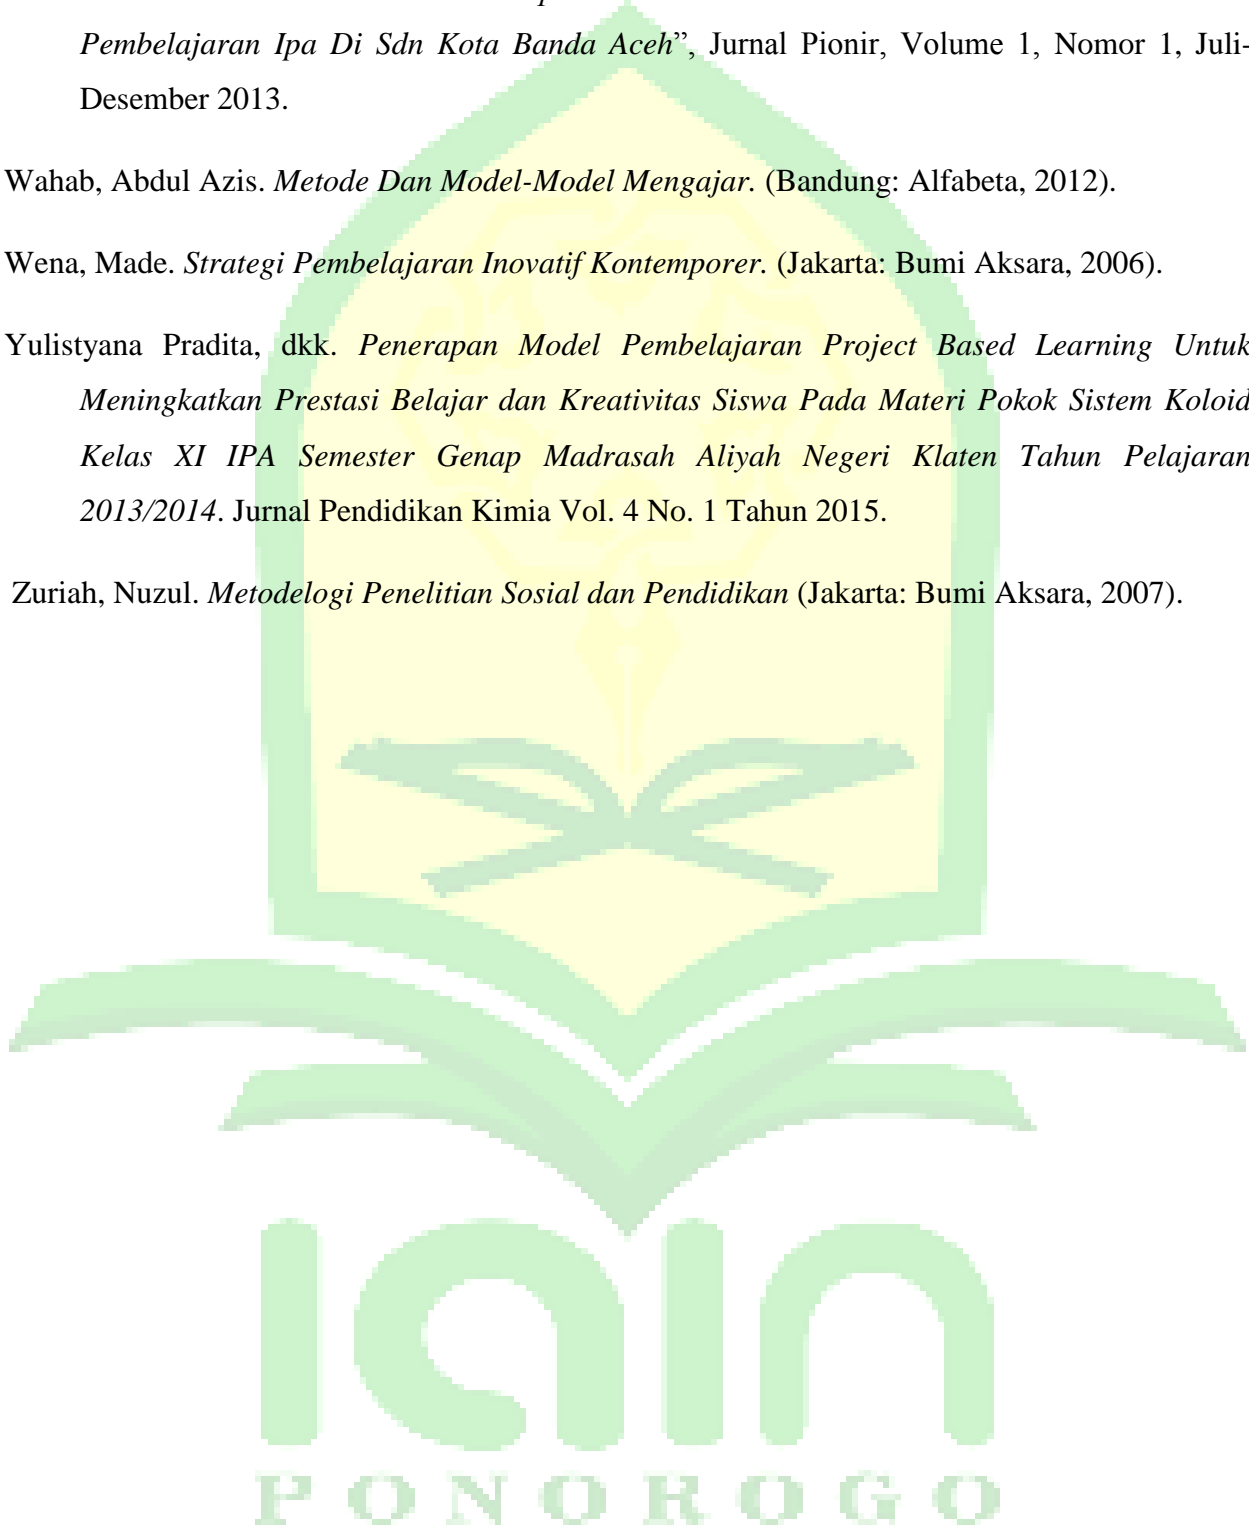 Pembelajaran Ipa Di Sdn Kota Banda Aceh”, Jurnal Pionir, Volume 1, Nomor 1, Juli-
Desember 2013.
Wahab, Abdul Azis. Metode Dan Model-Model Mengajar. (Bandung: Alfabeta, 2012).
Wena, Made. Strategi Pembelajaran Inovatif Kontemporer. (Jakarta: Bumi Aksara, 2006).
Yulistyana Pradita, dkk. Penerapan Model Pembelajaran Project Based Learning Untuk
Meningkatkan Prestasi Belajar dan Kreativitas Siswa Pada Materi Pokok Sistem Koloid
Kelas XI IPA Semester Genap Madrasah Aliyah Negeri Klaten Tahun Pelajaran
2013/2014. Jurnal Pendidikan Kimia Vol. 4 No. 1 Tahun 2015.
Zuriah, Nuzul. Metodelogi Penelitian Sosial dan Pendidikan (Jakarta: Bumi Aksara, 2007).
IAIN
PONOROGO